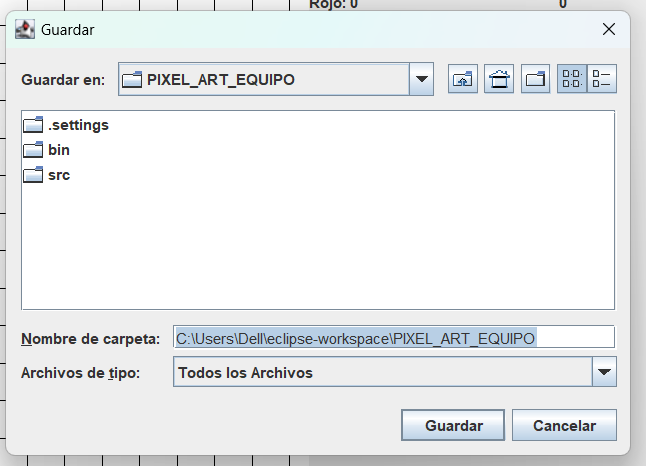 Rojo: 0 0
Guardar
Guardar en: PIXEL_ART_EQUIPO
.settings
bin
src
Nombre de carpeta: C:\Users\Dell\eclipse-workspace\PIXEL_ART_EQUIPO
Archivos de tipo: Todos los Archivos
Guardar Cancelar